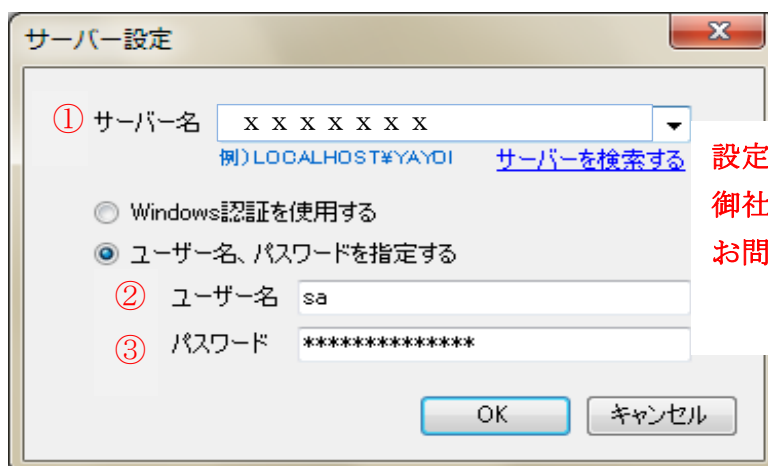 サーバー設定
① サーバー名 ｘｘｘｘｘｘｘ
例)LOCALHOST¥YAYOI サーバーを検索する
設定
御社
お問
Windows認証を使用する
ユーザー名、パスワードを指定する
② ユーザー名 sa
③ パスワード **************
OK キャンセル